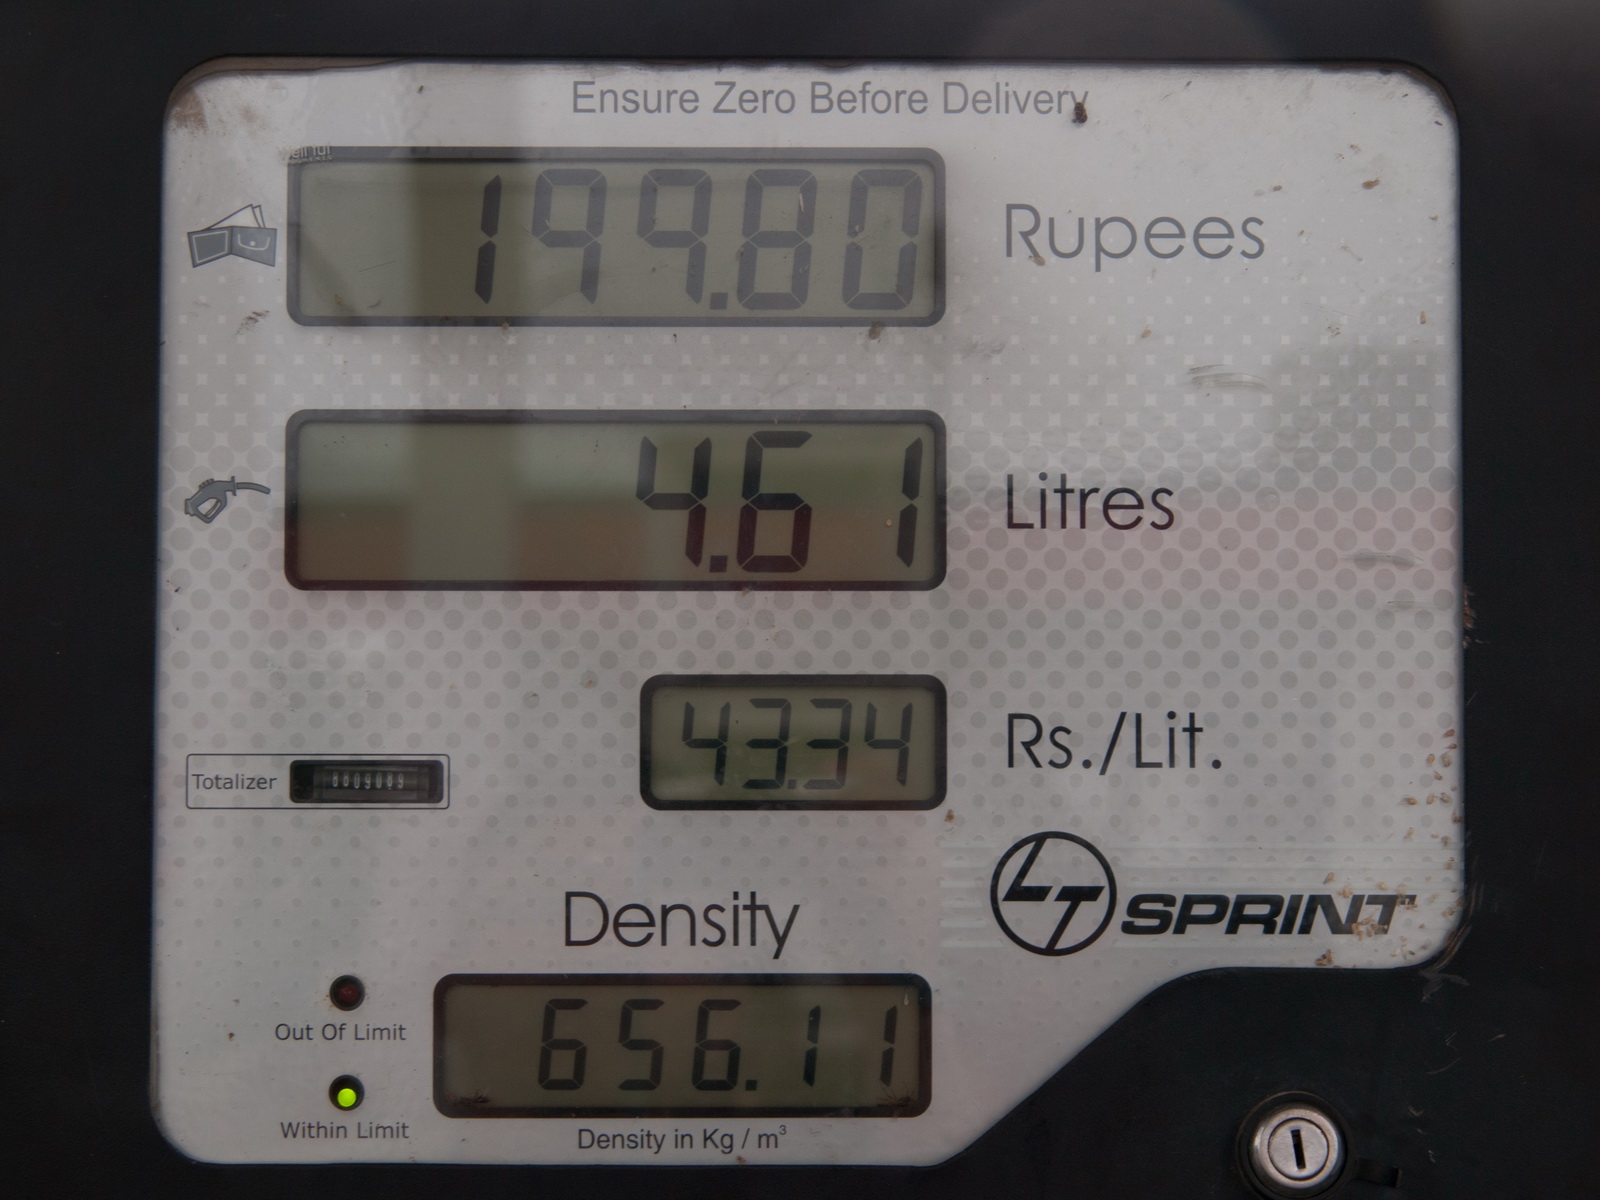 Ensure Zero Before Delivery
199.80 Rupees
4.61 Litres
43.34 Rs./Lit.
Totalizer
LT SPRINT
Density
656.11
Out Of Limit
Within Limit
Density in Kg / m³